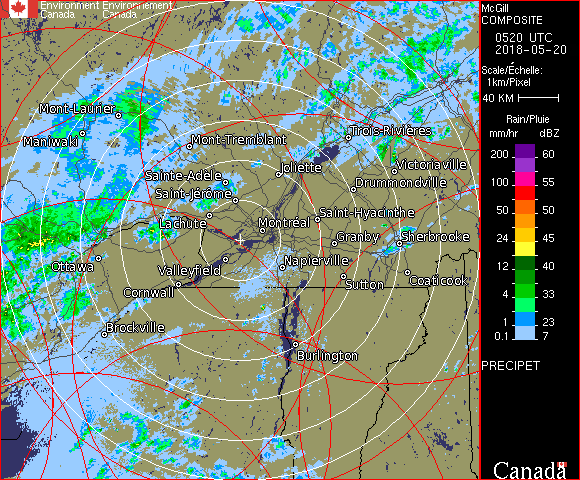 Environment Environnement
Canada Canada
McGill
COMPOSITE
0520 UTC
2018-05-20
Scale/Échelle:
1km/Pixel
40 KM
Rain/Pluie
mm/hr dBZ
200 60
150 57
100 55
50 50
24 45
12 40
4 33
1 23
0.1 7
PRECIPET
Canada
Mont-Laurier
Maniwaki
Mont-Tremblant
Trois-Rivières
Sainte-Adèle
Joliette
Victoriaville
Saint-Jérôme
Drummondville
Lachute
Montréal
Saint-Hyacinthe
Granby
Sherbrooke
Ottawa
Valleyfield
Napierville
Cornwall
Sutton
Coaticook
Brockville
Burlington